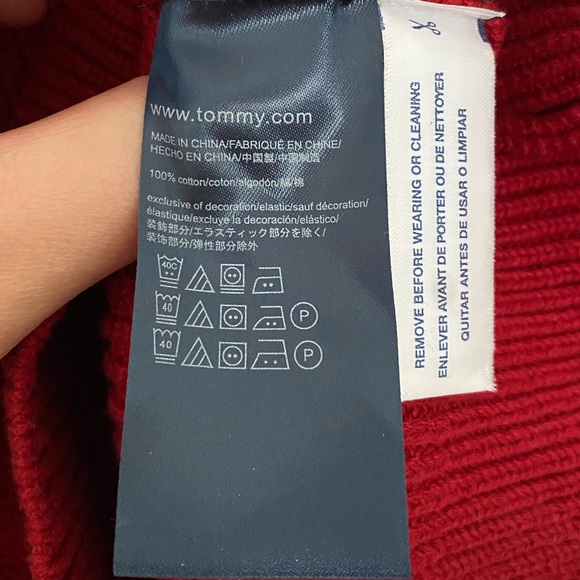 www.tommy.com
MADE IN CHINA/FABRIQUÉ EN CHINE/
HECHO EN CHINA/中国製/中国制造
100% cotton/coton/algodón/綿/棉
exclusive of decoration/elastic/sauf décoration/
élastique/excluye la decoración/elástico/
装飾部分/エラスティック部分を除く/
装饰部分/弹性部分除外
40C
40 P
40 P
REMOVE BEFORE WEARING OR CLEANING
ENLEVER AVANT DE PORTER OU DE NETTOYER
QUITAR ANTES DE USAR O LIMPIAR